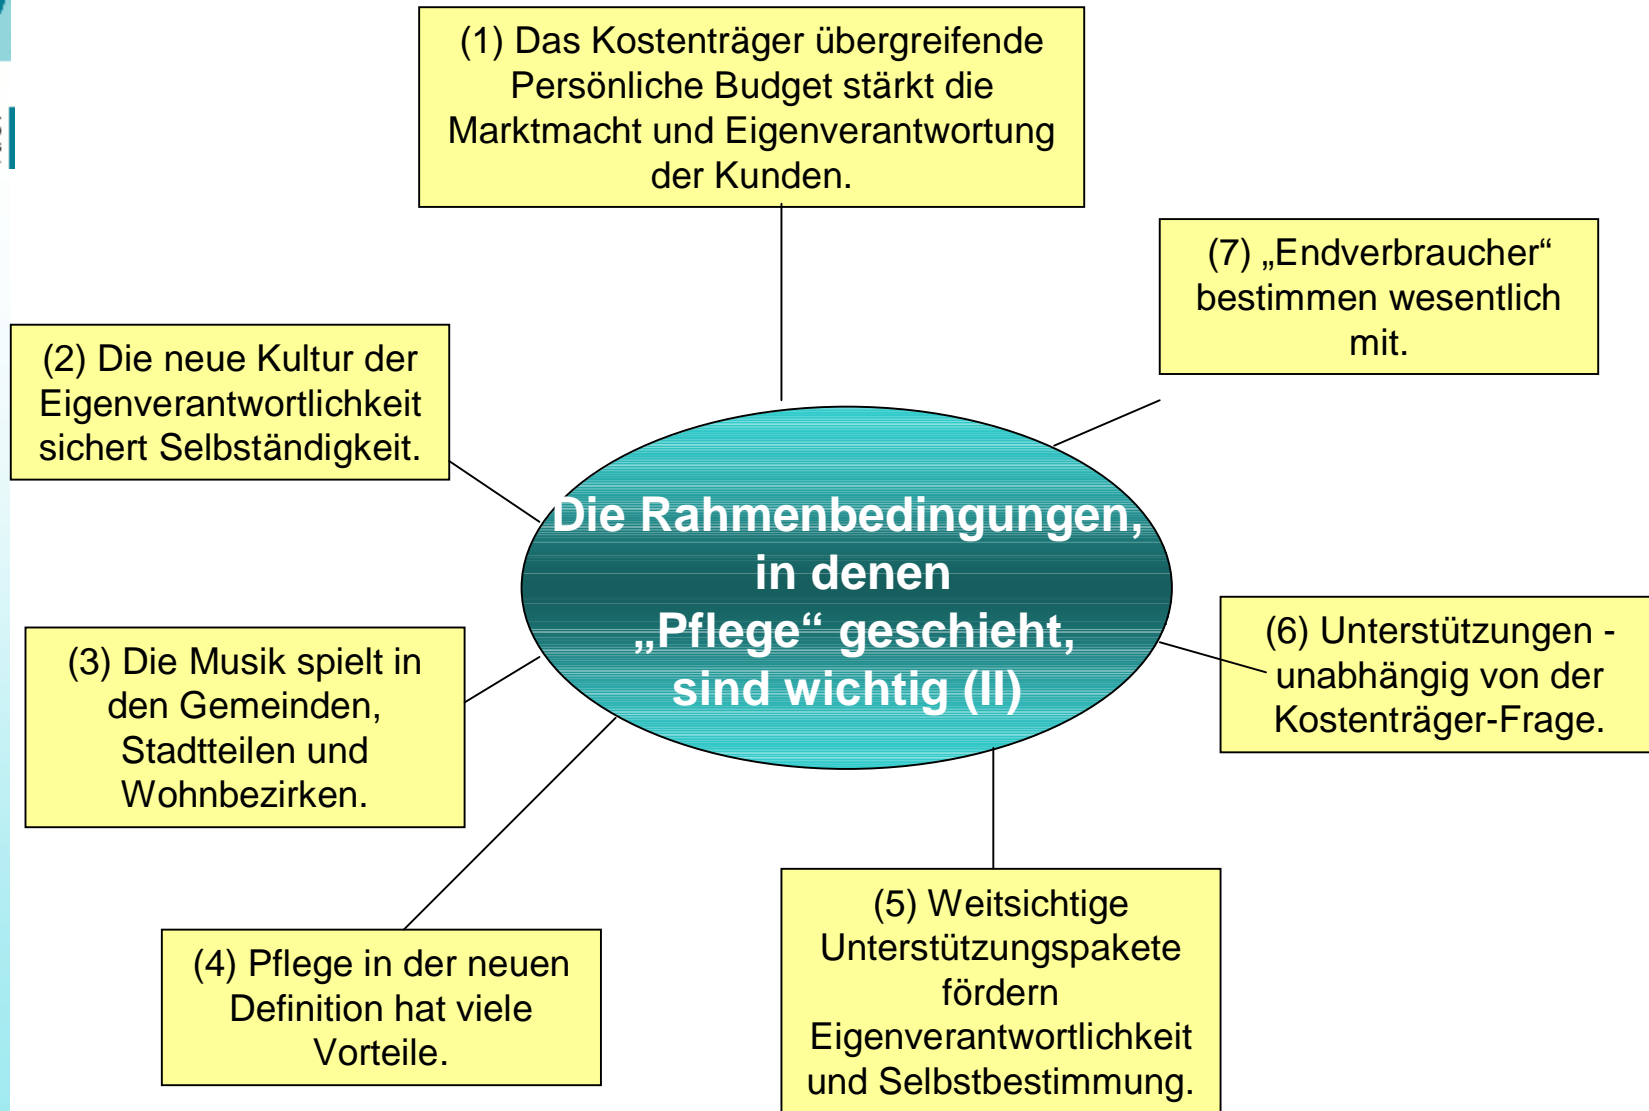 (1) Das Kostenträger übergreifende
Persönliche Budget stärkt die
Marktmacht und Eigenverantwortung
der Kunden.
(7) „Endverbraucher“
bestimmen wesentlich
mit.
(2) Die neue Kultur der
Eigenverantwortlichkeit
sichert Selbständigkeit.
Die Rahmenbedingungen,
in denen
„Pflege“ geschieht,
sind wichtig (II)
(3) Die Musik spielt in
den Gemeinden,
Stadtteilen und
Wohnbezirken.
(6) Unterstützungen -
unabhängig von der
Kostenträger-Frage.
(4) Pflege in der neuen
Definition hat viele
Vorteile.
(5) Weitsichtige
Unterstützungspakete
fördern
Eigenverantwortlichkeit
und Selbstbestimmung.